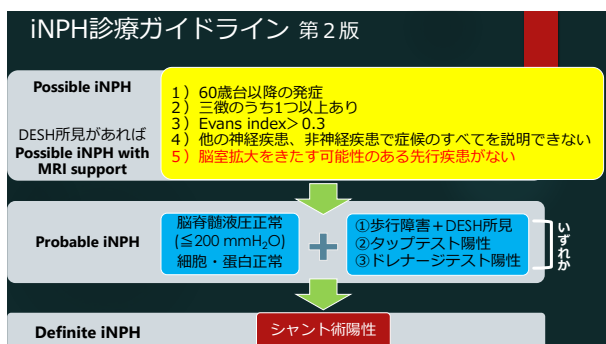 iNPH診療ガイドライン 第２版
Possible iNPH
DESH所見があれば
Possible iNPH with
MRI support
１）60歳台以降の発症
２）三徴のうち1つ以上あり
３）Evans index＞0.3
４）他の神経疾患、非神経疾患で症候のすべてを説明できない
５）脳室拡大をきたす可能性のある先行疾患がない
Probable iNPH
脳脊髄液圧正常
(≦200 mmH₂O)
細胞・蛋白正常
+
①歩行障害＋DESH所見
②タップテスト陽性
③ドレナージテスト陽性
いずれか
Definite iNPH
シャント術陽性